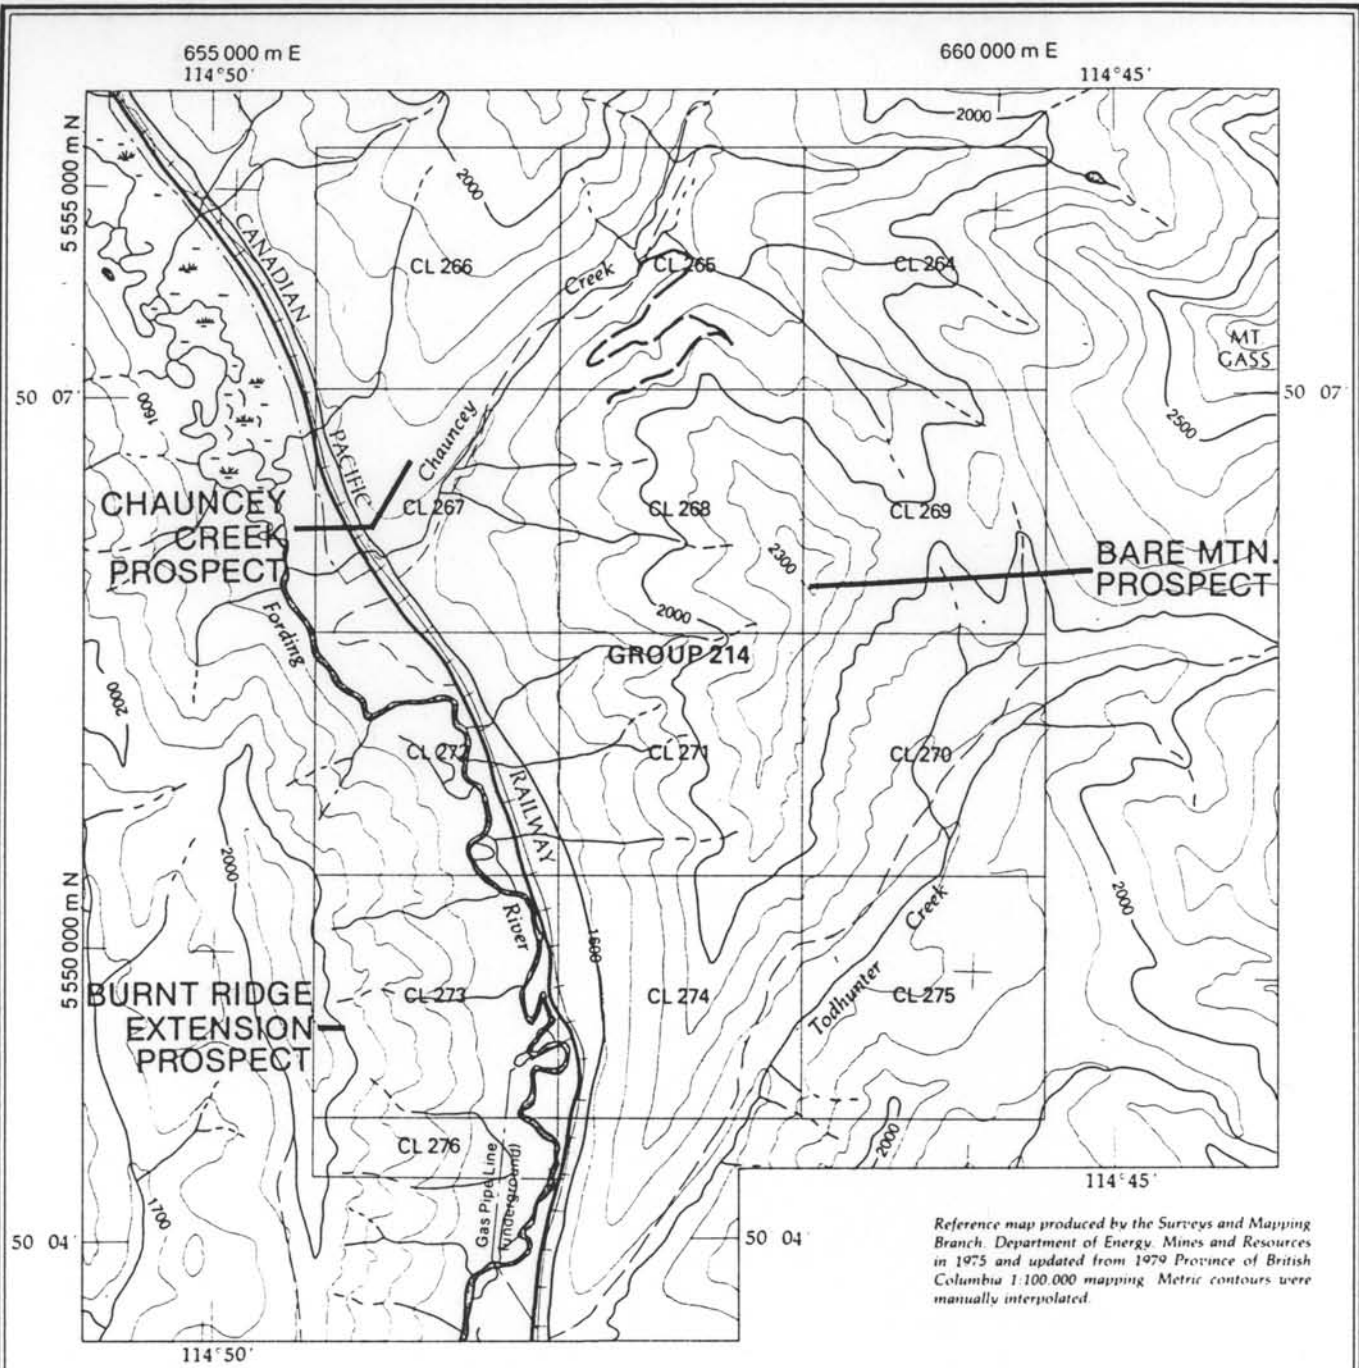 655 000 m E
660 000 m E
114°50'
114°45'
5 555 000 m N
2000
2000
CANADIAN
CL 266
Creek
CL 265
CL 264
MT.
GASS
50 07'
50 07'
1600
2500
PACIFIC
Chauncey
CHAUNCEY
CREEK
PROSPECT
CL 267
CL 268
CL 269
2300
BARE MTN.
PROSPECT
Fording
2000
GROUP 214
2000
CL 272
CL 271
CL 270
RAILWAY
2000
5 550 000 m N
River
1600
Creek
2000
BURNT RIDGE
EXTENSION
PROSPECT
CL 273
CL 274
CL 275
Todhunter
CL 276
2000
Gas Pipe Line
(underground)
1700
114°45'
50 04'
50 04'
Reference map produced by the Surveys and Mapping
Branch, Department of Energy, Mines and Resources
in 1975 and updated from 1979 Province of British
Columbia 1:100,000 mapping. Metric contours were
manually interpolated.
114°50'